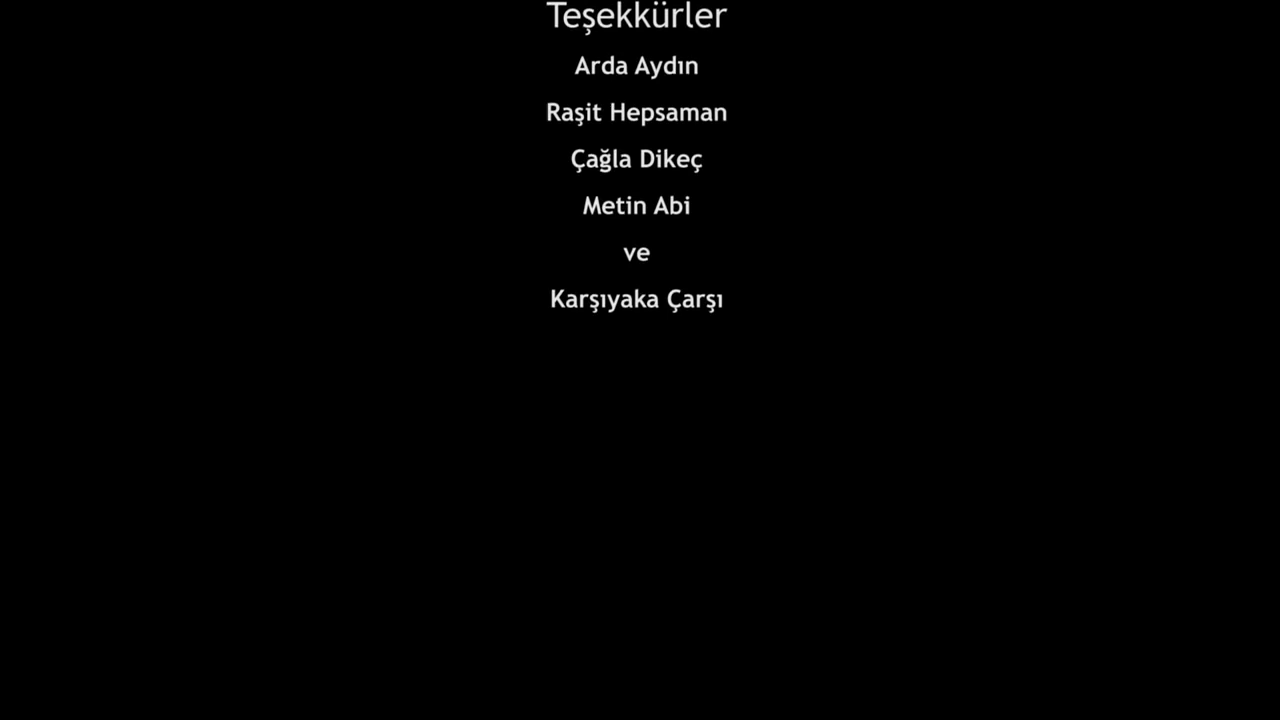 Teşekkürler
Arda Aydın
Raşit Hepsaman
Çağla Dikeç
Metin Abi
ve
Karşıyaka Çarşı